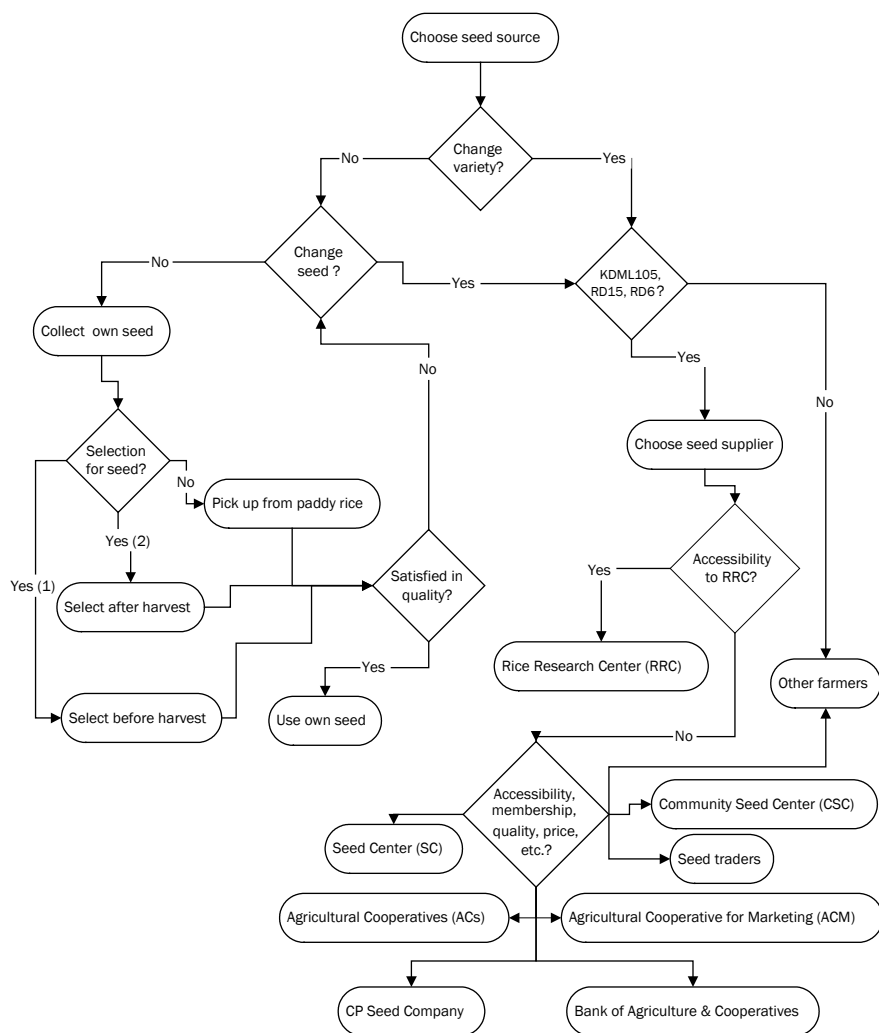 Choose seed source
Change
variety?
No
Yes
Change
seed ?
KDML105,
RD15, RD6?
No
Yes
Collect  own seed
Yes
No
No
Selection
for seed?
Choose seed supplier
No
Pick up from paddy rice
Yes (2)
Yes (1)
Satisfied in
quality?
Accessibility
to RRC?
Yes
Select after harvest
Rice Research Center (RRC)
Other farmers
Yes
Select before harvest
Use own seed
No
Accessibility,
membership,
quality, price,
etc.?
Community Seed Center (CSC)
Seed Center (SC)
Seed traders
Agricultural Cooperatives (ACs)
Agricultural Cooperative for Marketing (ACM)
CP Seed Company
Bank of Agriculture & Cooperatives